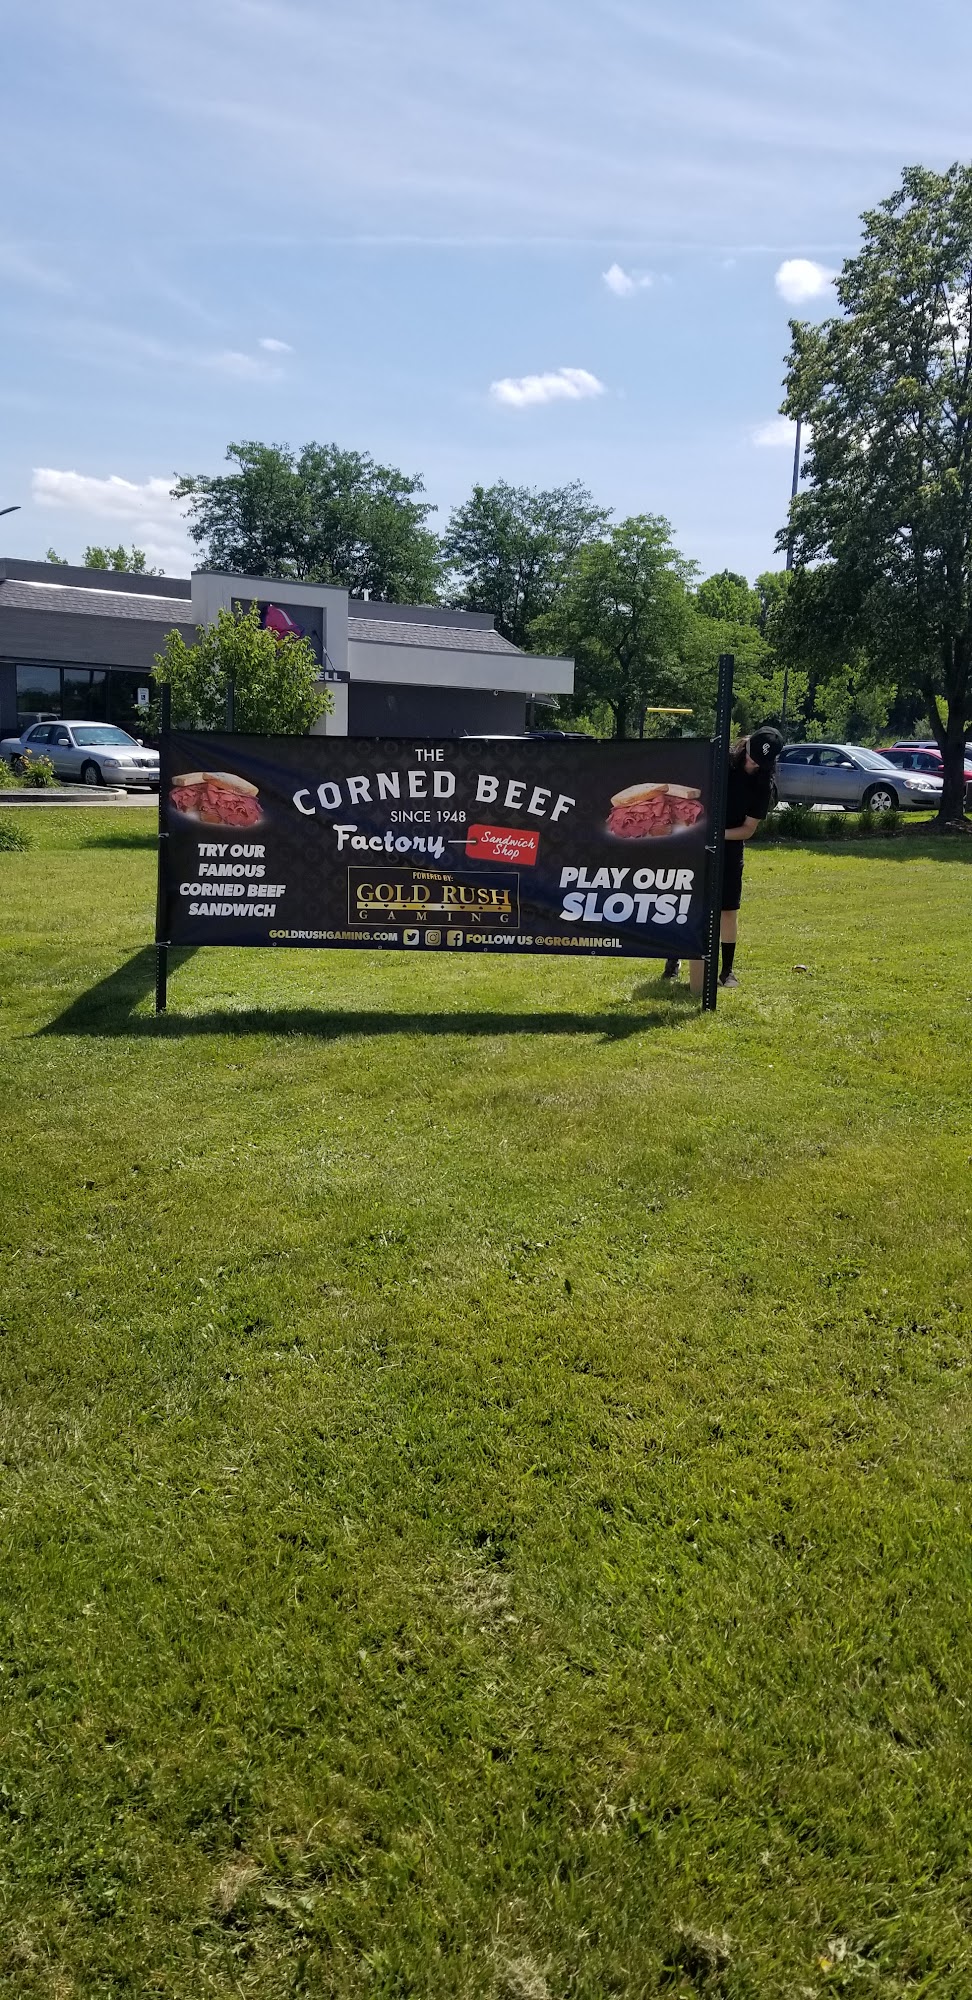 ELL
THE
CORNED BEEF
SINCE 1948
Factory
Sandwich
Shop
TRY OUR
FAMOUS
CORNED BEEF
SANDWICH
POWERED BY:
GOLD RUSH
GAMING
PLAY OUR
SLOTS!
GOLDRUSHGAMING.COM FOLLOW US @GRGAMINGIL